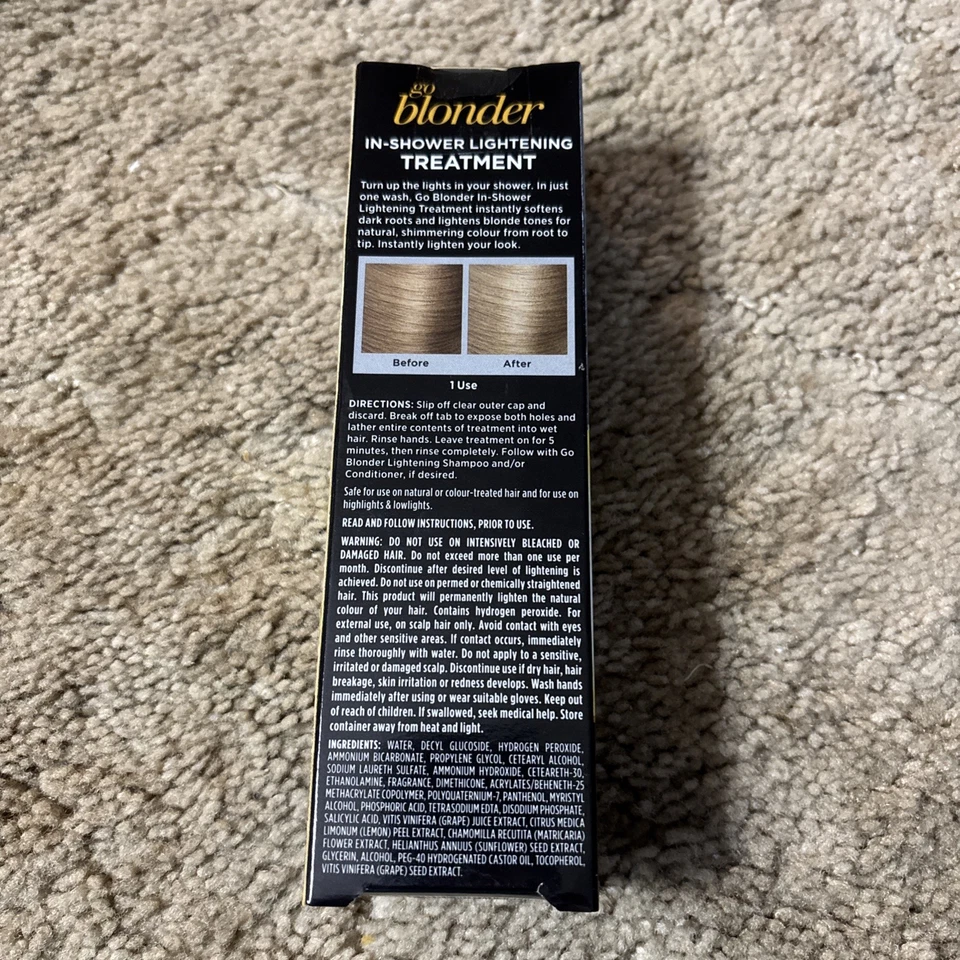 go
blonder
IN-SHOWER LIGHTENING
TREATMENT
Turn up the lights in your shower. In just
one wash, Go Blonder In-Shower
Lightening Treatment instantly softens
dark roots and lightens blonde tones for
natural, shimmering colour from root to
tip. Instantly lighten your look.
Before After
1 Use
DIRECTIONS: Slip off clear outer cap and
discard. Break off tab to expose both holes and
lather entire contents of treatment into wet
hair. Rinse hands. Leave treatment on for 5
minutes, then rinse completely. Follow with Go
Blonder Lightening Shampoo and/or
Conditioner, if desired.
Safe for use on natural or colour-treated hair and for use on
highlights & lowlights.
READ AND FOLLOW INSTRUCTIONS, PRIOR TO USE.
WARNING: DO NOT USE ON INTENSIVELY BLEACHED OR
DAMAGED HAIR. Do not exceed more than one use per
month. Discontinue after desired level of lightening is
achieved. Do not use on permed or chemically straightened
hair. This product will permanently lighten the natural
colour of your hair. Contains hydrogen peroxide. For
external use, on scalp hair only. Avoid contact with eyes
and other sensitive areas. If contact occurs, immediately
rinse thoroughly with water. Do not apply to a sensitive,
irritated or damaged scalp. Discontinue use if dry hair, hair
breakage, skin irritation or redness develops. Wash hands
immediately after using or wear suitable gloves. Keep out
of reach of children. If swallowed, seek medical help. Store
container away from heat and light.
INGREDIENTS: WATER, DECYL GLUCOSIDE, HYDROGEN PEROXIDE,
AMMONIUM BICARBONATE, PROPYLENE GLYCOL, CETEARYL ALCOHOL,
SODIUM LAURETH SULFATE, AMMONIUM HYDROXIDE, CETEARETH-30,
ETHANOLAMINE, FRAGRANCE, DIMETHICONE, ACRYLATES/BEHENETH-25
METHACRYLATE COPOLYMER, POLYQUATERNIUM-7, PANTHENOL, MYRISTYL
ALCOHOL, PHOSPHORIC ACID, TETRASODIUM EDTA, DISODIUM PHOSPHATE,
SALICYLIC ACID, VITIS VINIFERA (GRAPE) JUICE EXTRACT, CITRUS MEDICA
LIMONUM (LEMON) PEEL EXTRACT, CHAMOMILLA RECUTITA (MATRICARIA)
FLOWER EXTRACT, HELIANTHUS ANNUUS (SUNFLOWER) SEED EXTRACT,
GLYCERIN, ALCOHOL, PEG-40 HYDROGENATED CASTOR OIL, TOCOPHEROL,
VITIS VINIFERA (GRAPE) SEED EXTRACT.